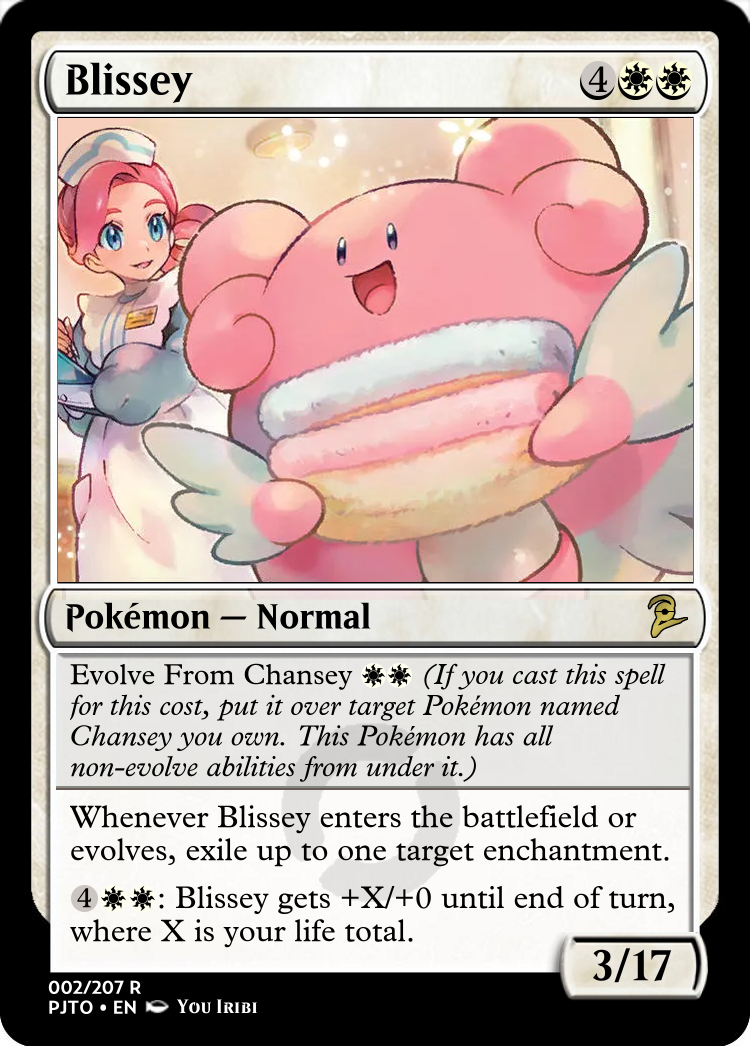 Blissey 4
Pokémon — Normal
Evolve From Chansey (If you cast this spell
for this cost, put it over target Pokémon named
Chansey you own. This Pokémon has all
non-evolve abilities from under it.)
Whenever Blissey enters the battlefield or
evolves, exile up to one target enchantment.
4 : Blissey gets +X/+0 until end of turn,
where X is your life total.
3/17
002/207 R
PJTO • EN You Iribi